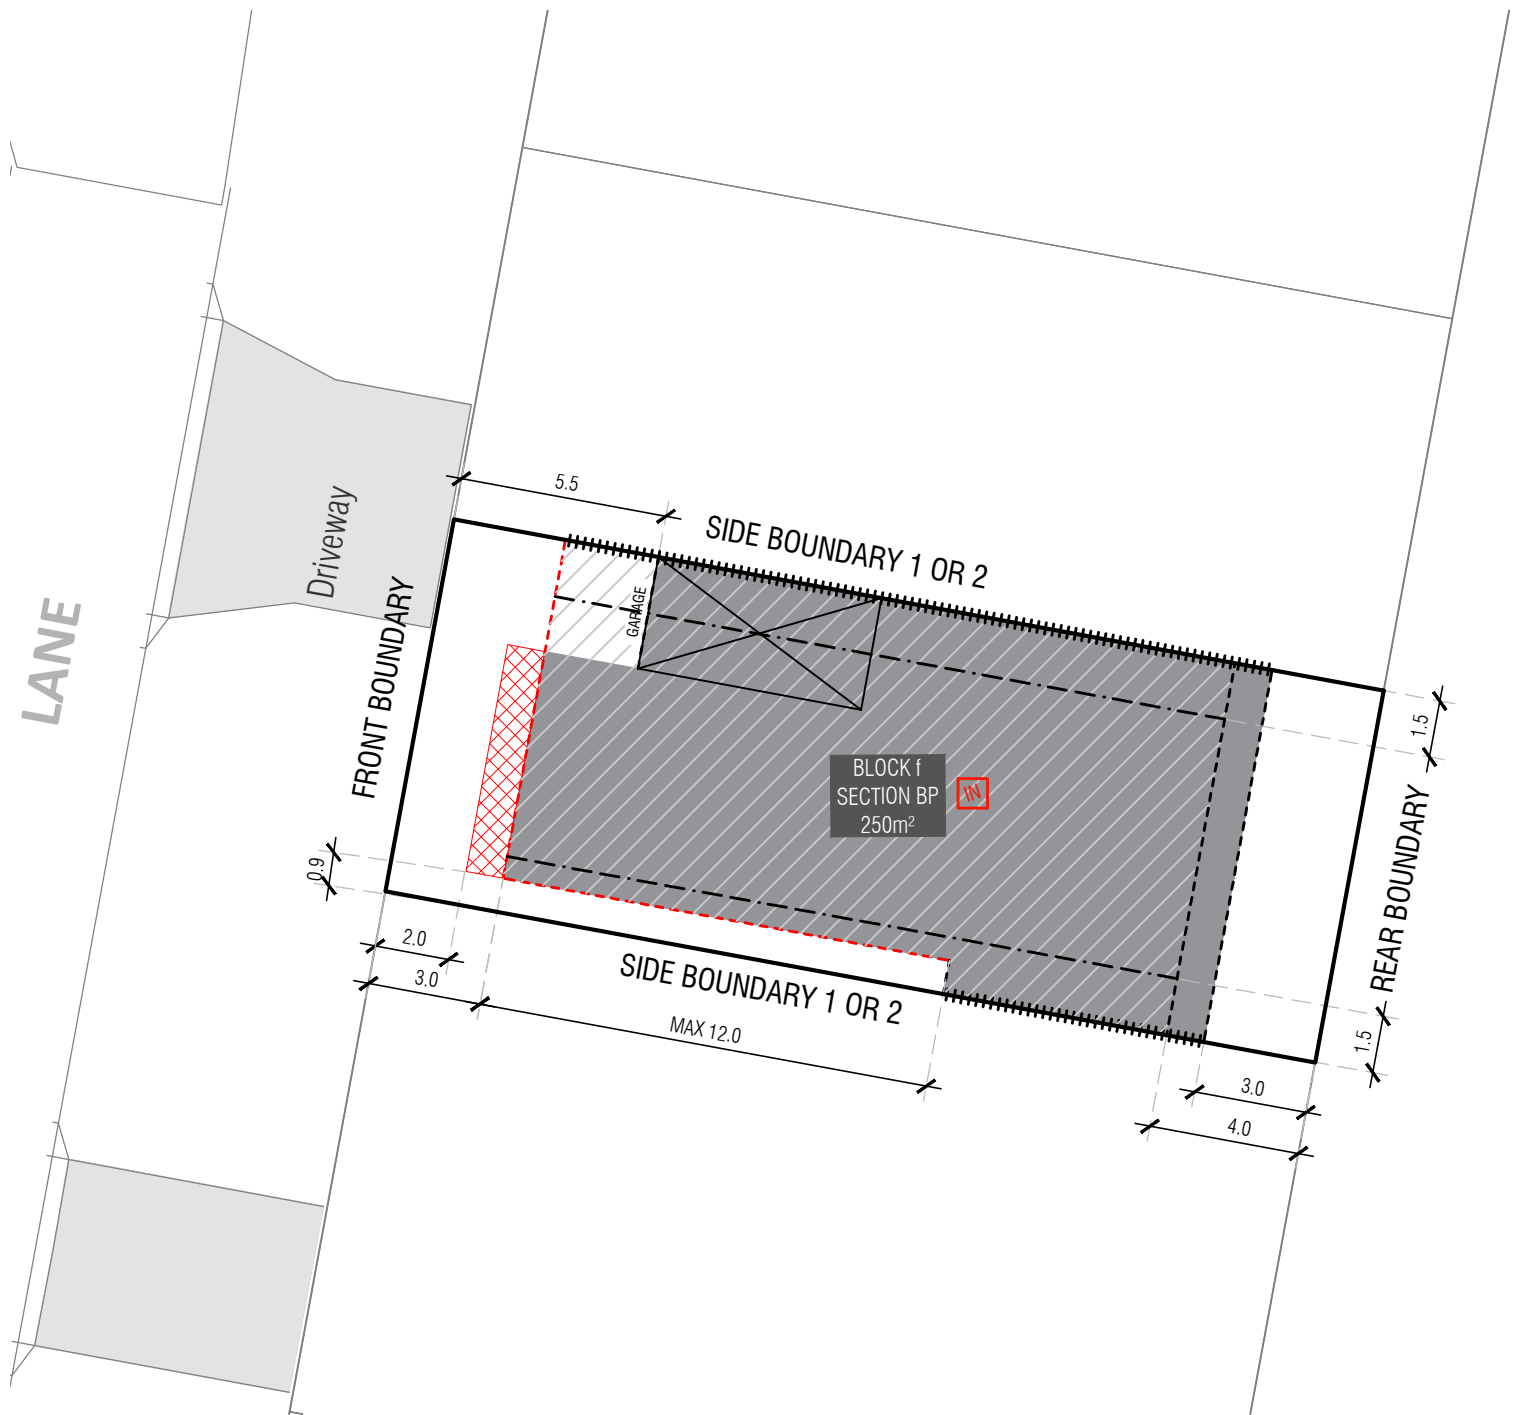 5.5
SIDE BOUNDARY 1 OR 2
Driveway
GARAGE
LANE
FRONT BOUNDARY
1.5
BLOCK f
SECTION BP
250m²
IN
REAR BOUNDARY
0.9
2.0
3.0
SIDE BOUNDARY 1 OR 2
MAX 12.0
1.5
3.0
4.0